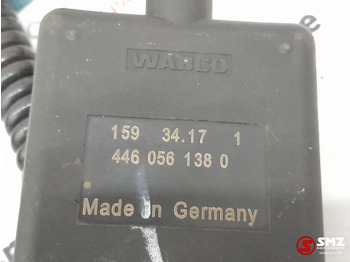 WABCO
159 34.17 1
446 056 138 0
Made in Germany
SMZ